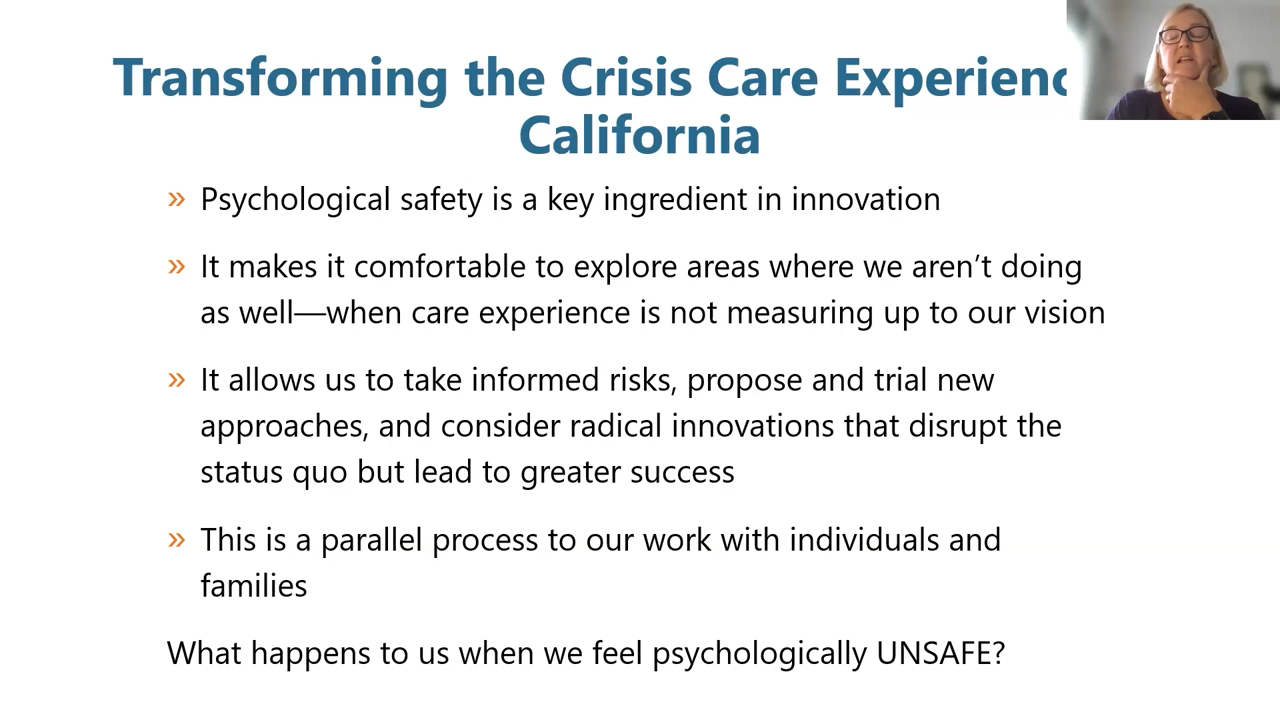 Transforming the Crisis Care Experienc
California
» Psychological safety is a key ingredient in innovation
» It makes it comfortable to explore areas where we aren’t doing
as well—when care experience is not measuring up to our vision
» It allows us to take informed risks, propose and trial new
approaches, and consider radical innovations that disrupt the
status quo but lead to greater success
» This is a parallel process to our work with individuals and
families
What happens to us when we feel psychologically UNSAFE?